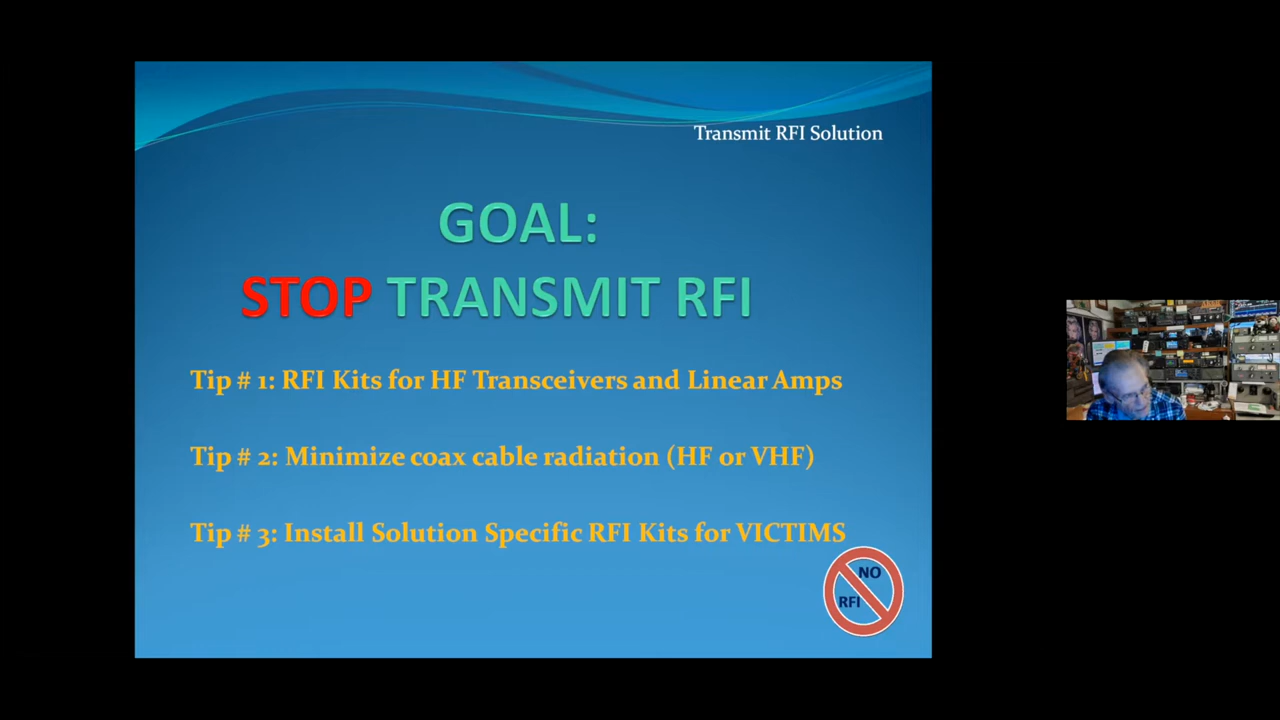 Transmit RFI Solution
GOAL:
STOP TRANSMIT RFI
Tip # 1: RFI Kits for HF Transceivers and Linear Amps
Tip # 2: Minimize coax cable radiation (HF or VHF)
Tip # 3: Install Solution Specific RFI Kits for VICTIMS
NO
RFI